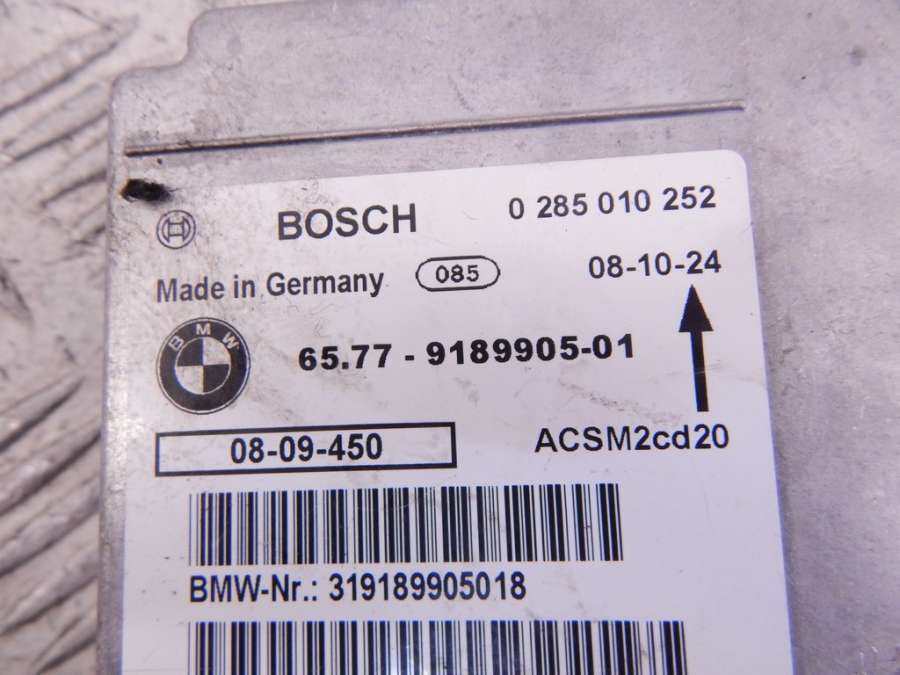 BOSCH 0 285 010 252
Made in Germany 085 08-10-24
BMW
65.77 - 9189905-01
08-09-450 ACSM2cd20
BMW-Nr.: 319189905018